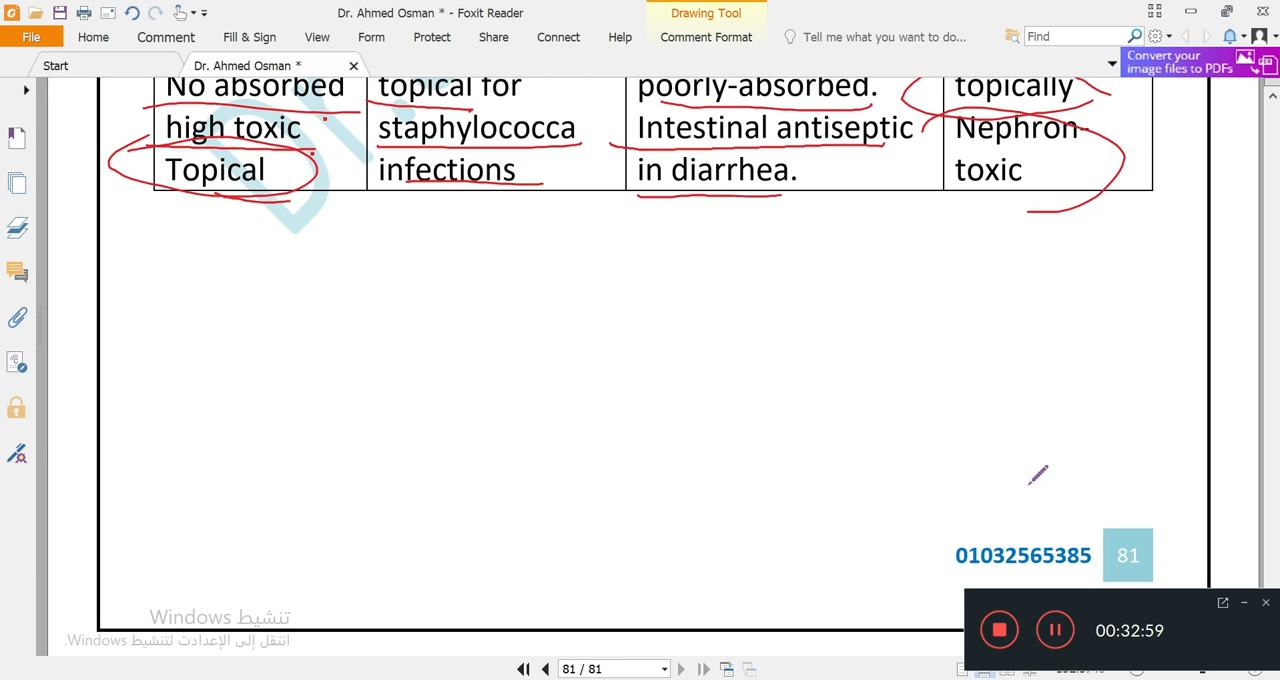 Dr. Ahmed Osman * - Foxit Reader
Drawing Tool
File Home Comment Fill & Sign View Form Protect Share Connect Help Comment Format Tell me what you want to do... Find
Start Dr. Ahmed Osman *
Convert your
image files to PDFs
PDF
No absorbed
high toxic
Topical
topical for
staphylococca
infections
poorly-absorbed.
Intestinal antiseptic
in diarrhea.
topically
Nephron-
toxic
Dr.
01032565385 81
تنشيط Windows
انتقل إلى الإعدادت لتنشيط Windows.
00:32:59
81 / 81